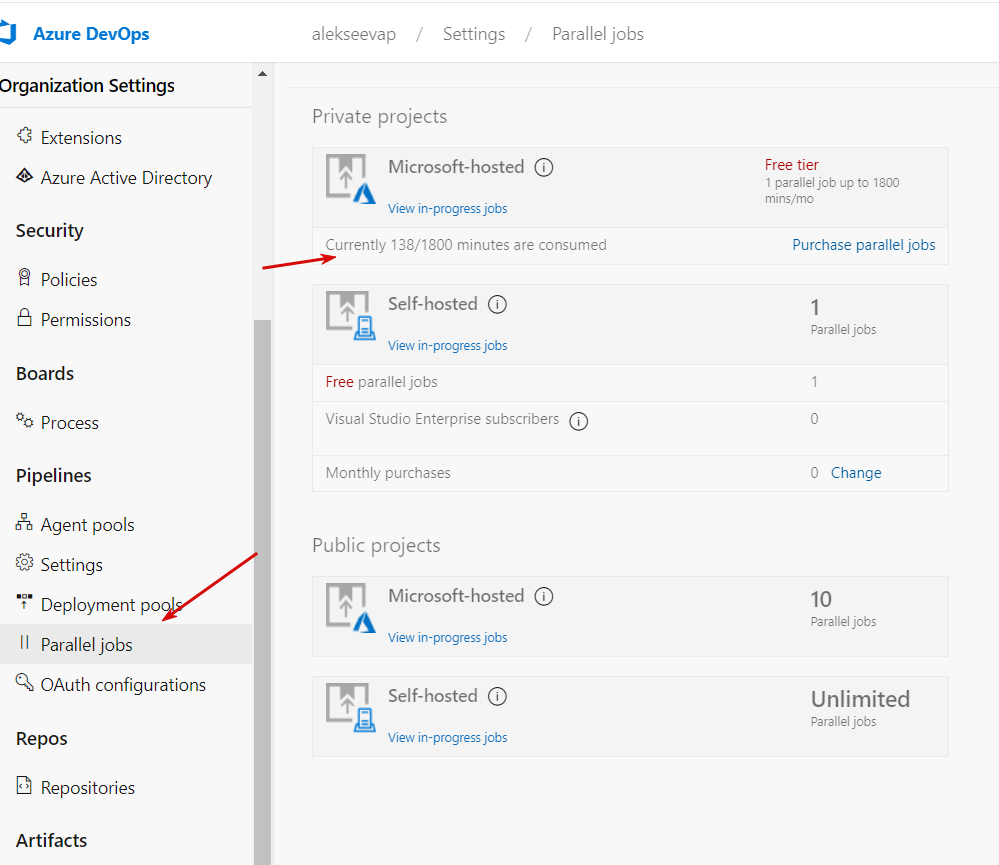 Azure DevOps
alekseevap / Settings / Parallel jobs
Organization Settings
Extensions
Azure Active Directory
Security
Policies
Permissions
Boards
Process
Pipelines
Agent pools
Settings
Deployment pools
Parallel jobs
OAuth configurations
Repos
Repositories
Artifacts
Private projects
Microsoft-hosted
View in-progress jobs
Free tier
1 parallel job up to 1800
mins/mo
Currently 138/1800 minutes are consumed
Purchase parallel jobs
Self-hosted
View in-progress jobs
1
Parallel jobs
Free parallel jobs 1
Visual Studio Enterprise subscribers 0
Monthly purchases 0 Change
Public projects
Microsoft-hosted
View in-progress jobs
10
Parallel jobs
Self-hosted
View in-progress jobs
Unlimited
Parallel jobs